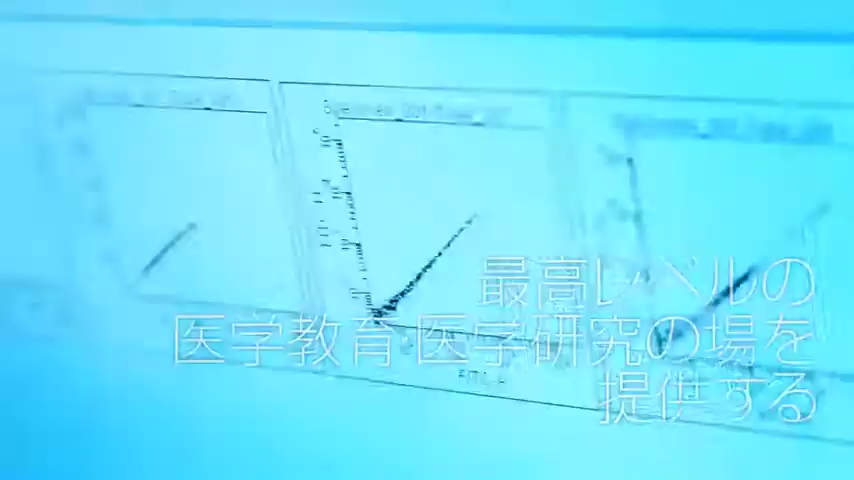 最高レベルの
医学教育 医学研究の場を
提供する